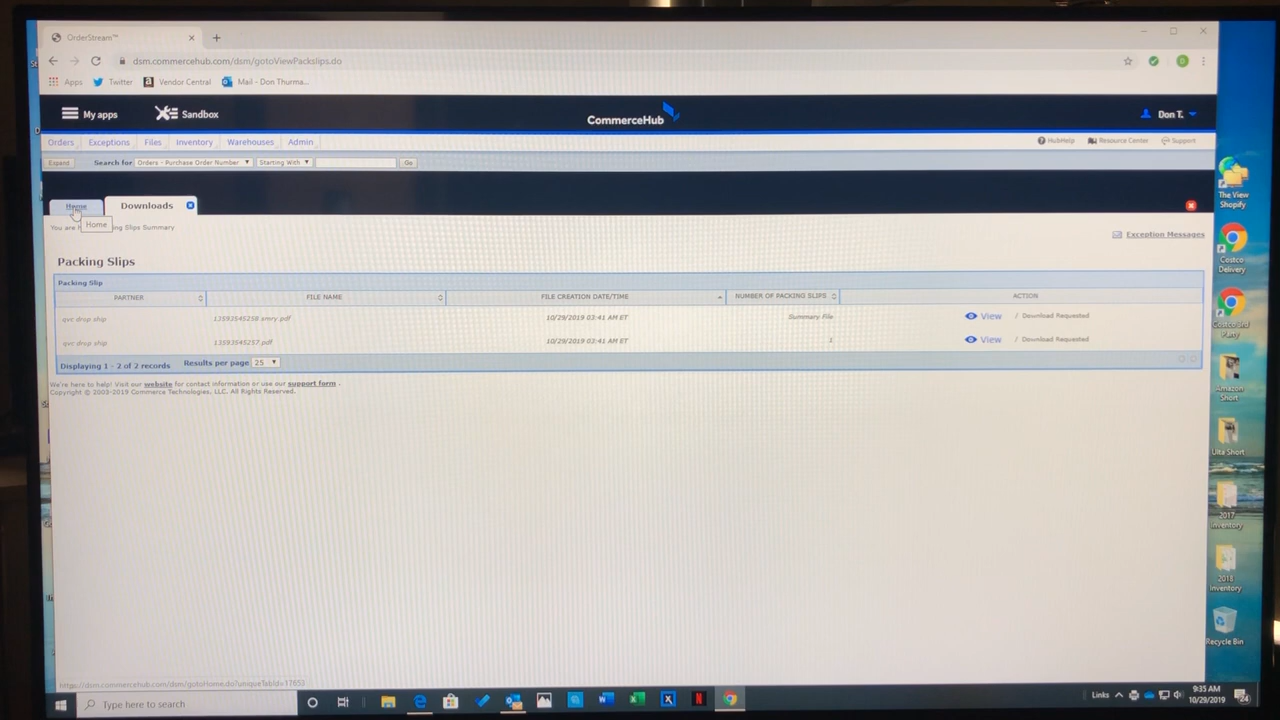 OrderStream™
dsm.commercehub.com/dsm/gotoViewPackslips.do
Apps Twitter Vendor Central Mail - Don Thurma...
My apps Sandbox CommerceHub Don T.
Orders Exceptions Files Inventory Warehouses Admin HubHelp Resource Center Support
Expand Search for Orders - Purchase Order Number Starting With Go
Home Downloads
Home
You are ing Slips Summary
Exception Messages
Packing Slips
Packing Slip
PARTNER FILE NAME FILE CREATION DATE/TIME NUMBER OF PACKING SLIPS ACTION
qvc drop ship 13593545258 smry.pdf 10/29/2019 03:41 AM ET Summary File View / Download Requested
qvc drop ship 13593545257.pdf 10/29/2019 03:41 AM ET 1 View / Download Requested
Displaying 1 - 2 of 2 records Results per page 25
We're here to help! Visit our website for contact information or use our support form -
Copyright © 2003-2019 Commerce Technologies, LLC. All Rights Reserved.
The View
Shopify
Costco
Delivery
Costco 3rd
Party
Amazon
Short
Ulta Short
2017
Inventory
2018
Inventory
Recycle Bin
https://dsm.commercehub.com/dsm/gotoHome.do?uniqueTabId=17653
Type here to search
Links
9:35 AM
10/29/2019
24